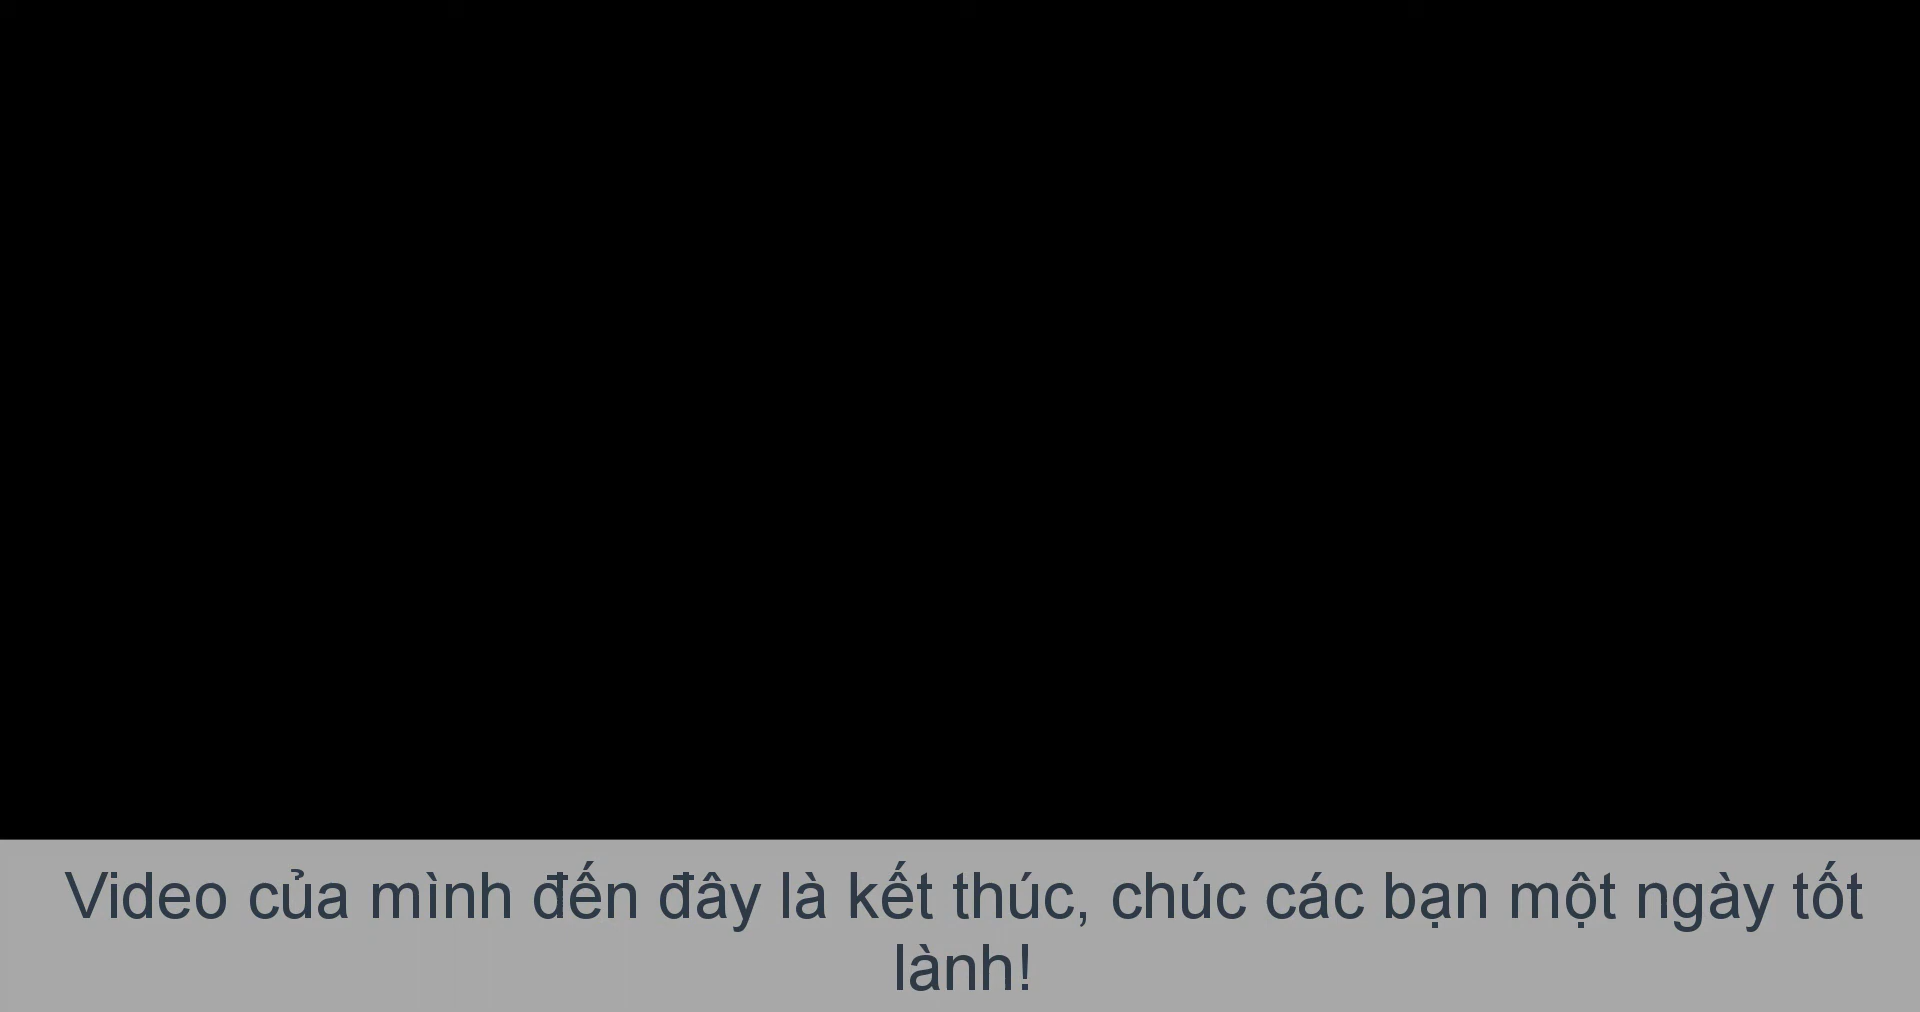 Video của mình đến đây là kết thúc, chúc các bạn một ngày tốt
lành!